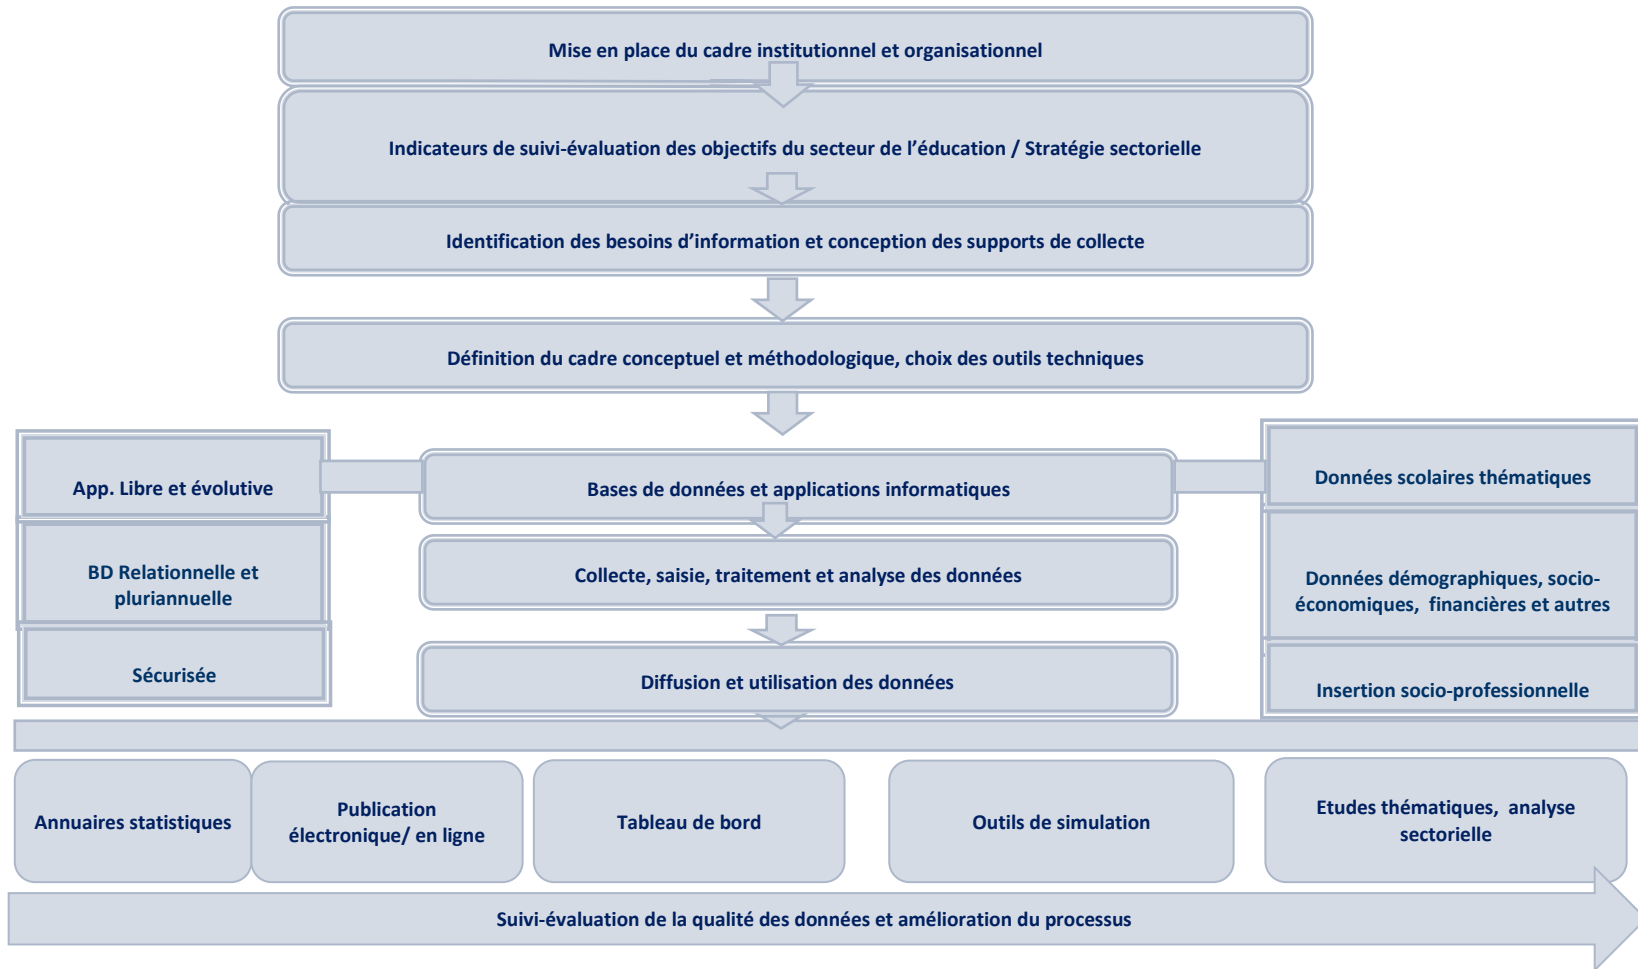 Mise en place du cadre institutionnel et organisationnel
Indicateurs de suivi-évaluation des objectifs du secteur de l’éducation / Stratégie sectorielle
Identification des besoins d’information et conception des supports de collecte
Définition du cadre conceptuel et méthodologique, choix des outils techniques
App. Libre et évolutive
BD Relationnelle et
pluriannuelle
Sécurisée
Bases de données et applications informatiques
Collecte, saisie, traitement et analyse des données
Diffusion et utilisation des données
Données scolaires thématiques
Données démographiques, socio-
économiques, financières et autres
Insertion socio-professionnelle
Annuaires statistiques
Publication
électronique/ en ligne
Tableau de bord
Outils de simulation
Etudes thématiques, analyse
sectorielle
Suivi-évaluation de la qualité des données et amélioration du processus